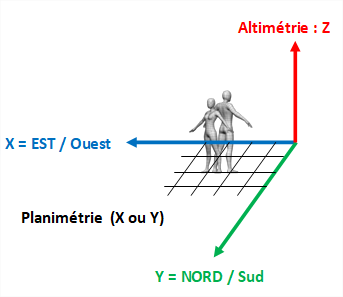 Altimétrie : Z
X = EST / Ouest
Planimétrie (X ou Y)
Y = NORD / Sud